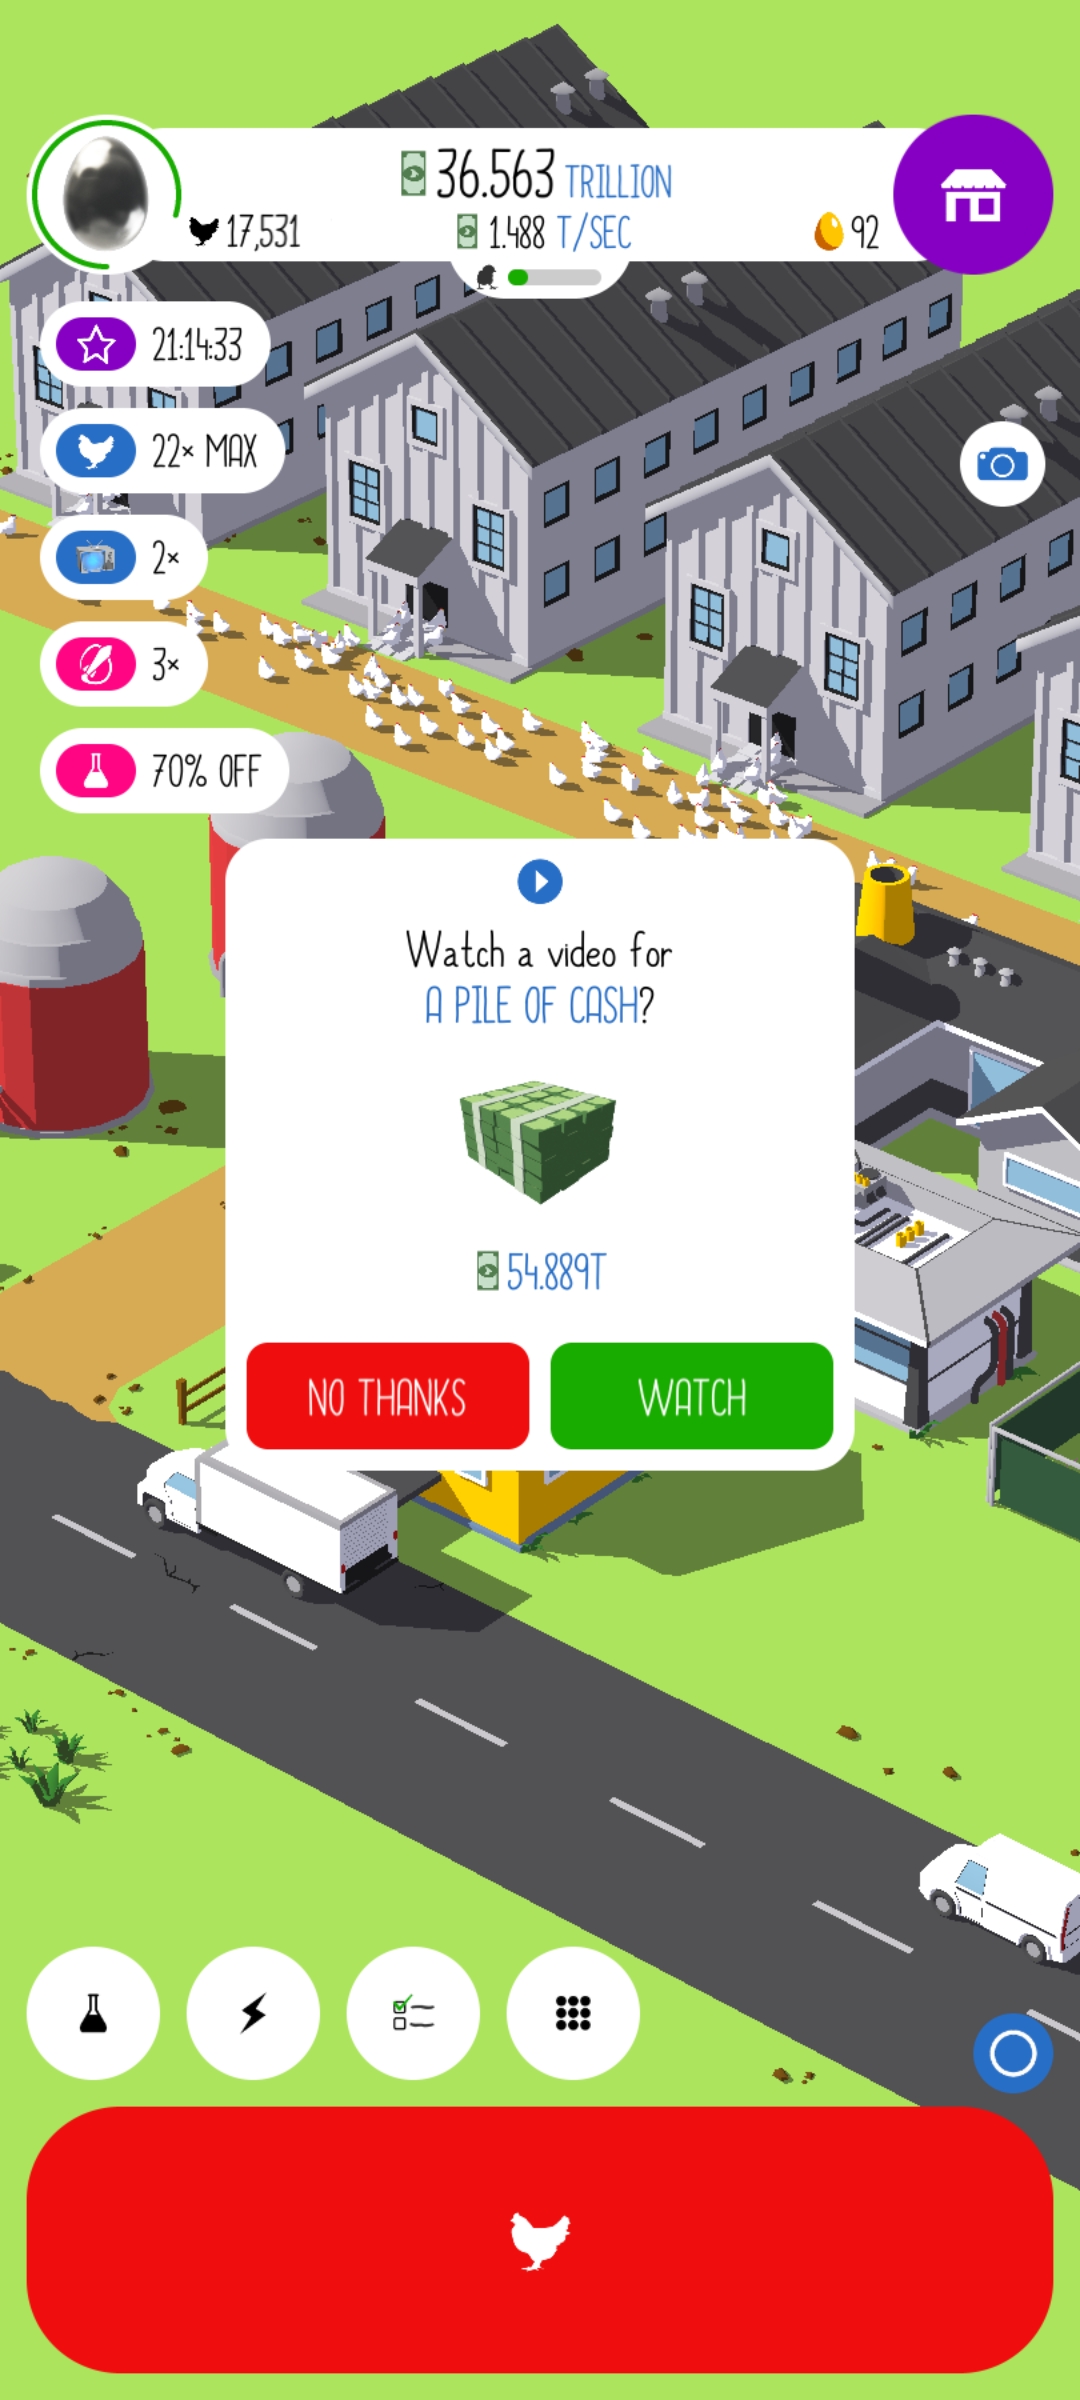 36.563 TRILLION
17,531
1.488 T/SEC
92
21:14:33
22× MAX
2×
3×
70% OFF
Watch a video for
A PILE OF CASH?
54.889T
NO THANKS
WATCH